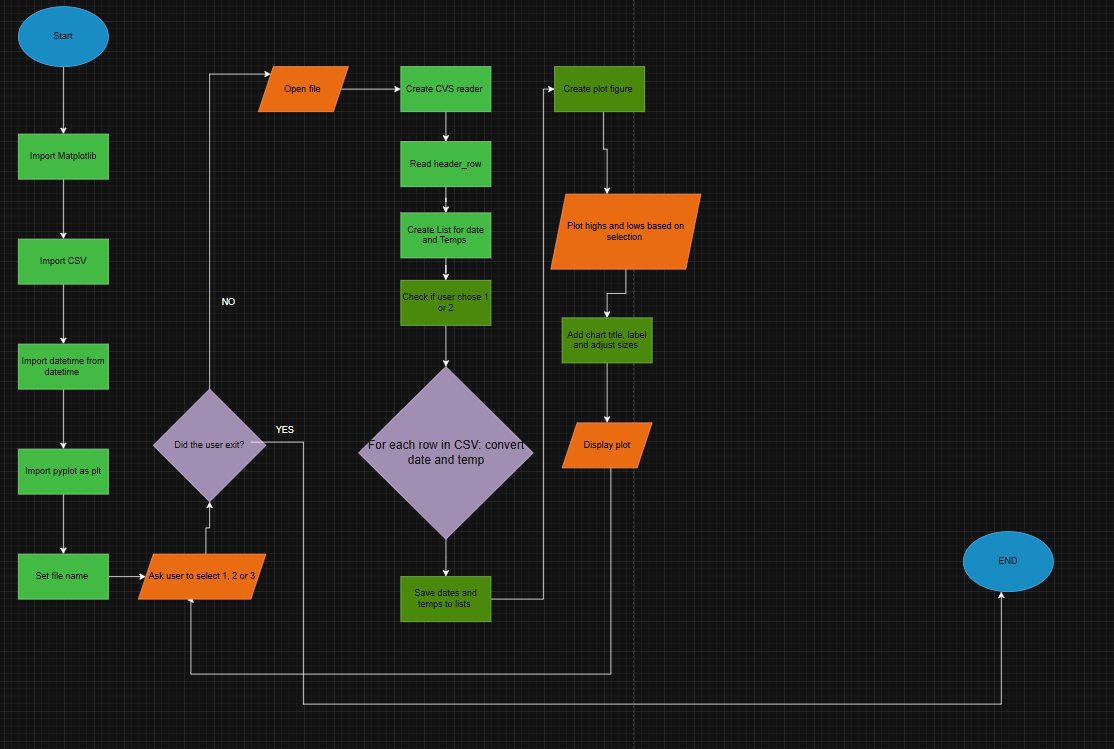 Start
Import Matplotlib
Import CSV
Import datetime from
datetime
Import pyplot as plt
Set file name
Ask user to select 1, 2 or 3
Did the user exit?
NO
YES
Open file
Create CVS reader
Read header_row
Create List for date
and Temps
Check if user chose 1
or 2
For each row in CSV: convert
date and temp
Save dates and
temps to lists
Create plot figure
Plot highs and lows based on
selection
Add chart title, label
and adjust sizes
Display plot
END